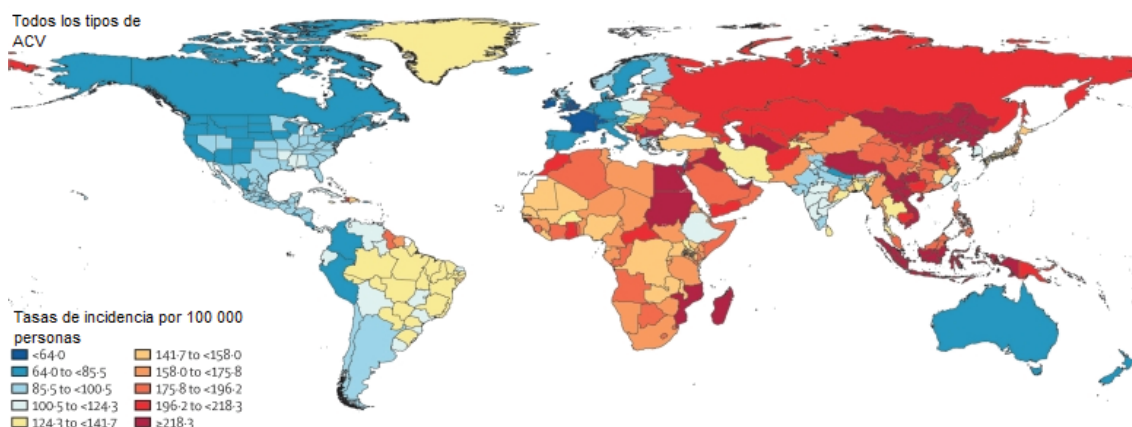 Todos los tipos de
ACV
Tasas de incidencia por 100 000
personas
<64·0
64·0 to <85·5
85·5 to <100·5
100·5 to <124·3
124·3 to <141·7
141·7 to <158·0
158·0 to <175·8
175·8 to <196·2
196·2 to <218·3
≥218·3